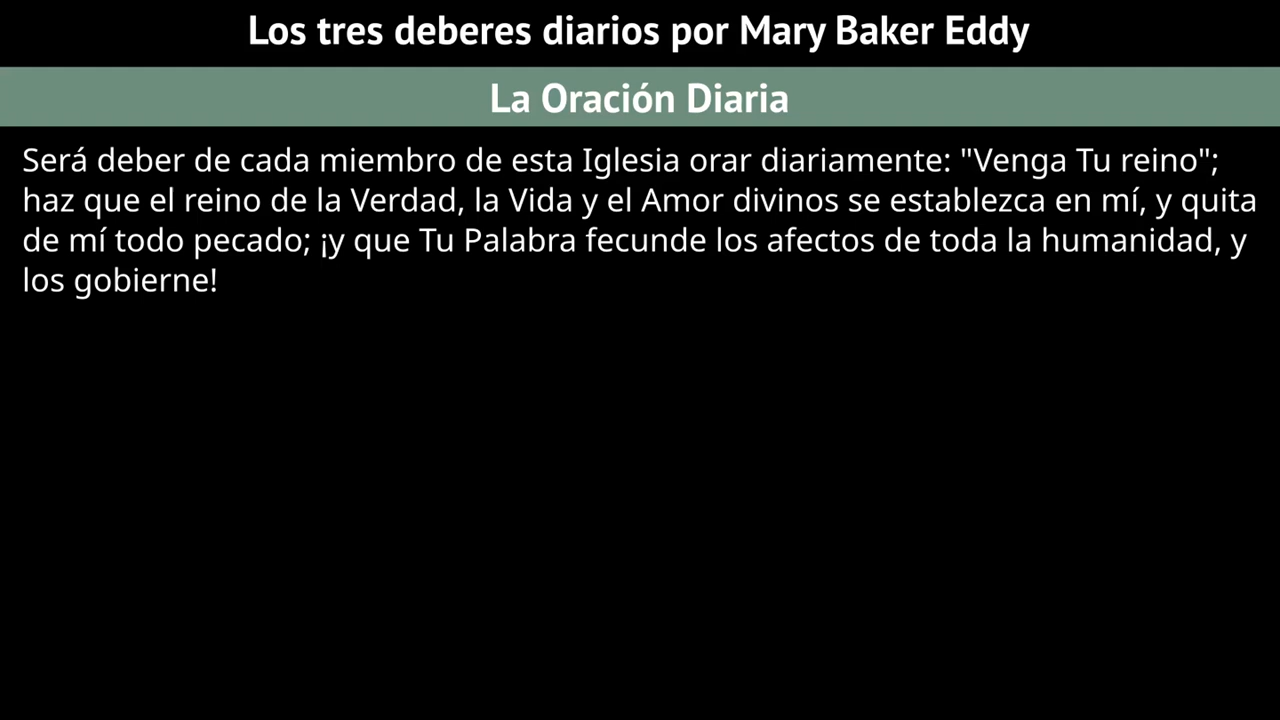 Los tres deberes diarios por Mary Baker Eddy
La Oración Diaria
Será deber de cada miembro de esta Iglesia orar diariamente: "Venga Tu reino";
haz que el reino de la Verdad, la Vida y el Amor divinos se establezca en mí, y quita
de mí todo pecado; ¡y que Tu Palabra fecunde los afectos de toda la humanidad, y
los gobierne!